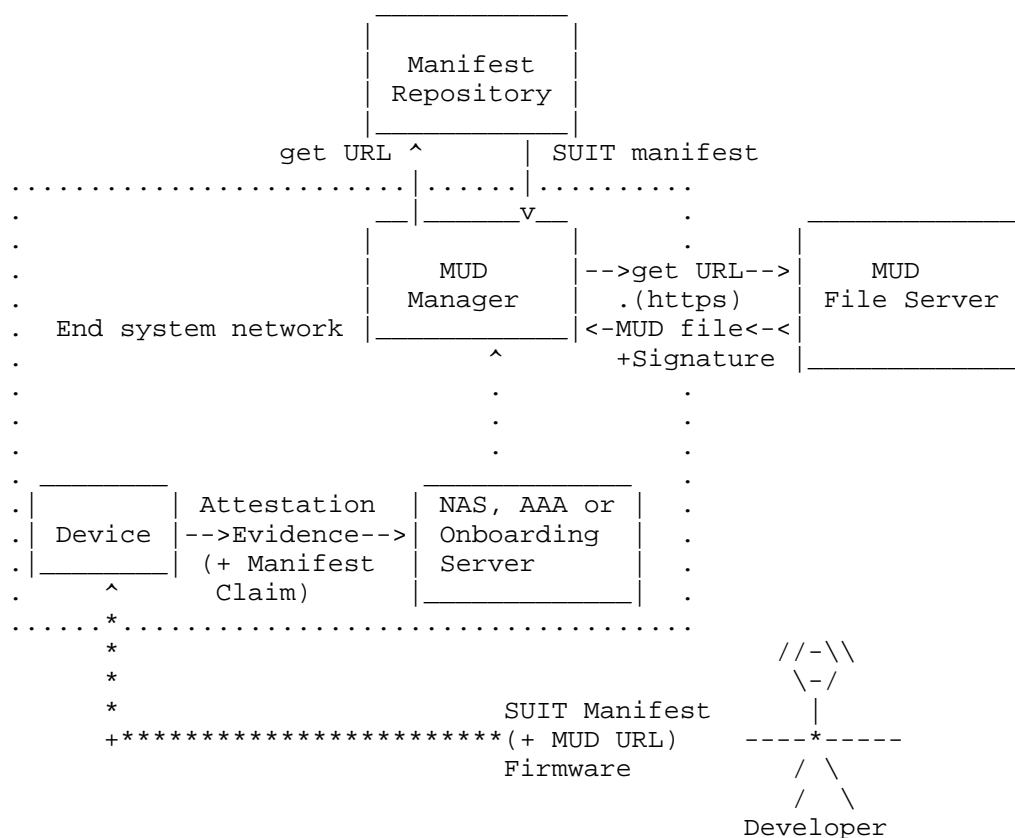 Manifest
Repository
get URL ^ | SUIT manifest
v
MUD -->get URL--> MUD
Manager .(https) File Server
End system network <-MUD file<-<
^ +Signature
Attestation NAS, AAA or
Device -->Evidence--> Onboarding
(+ Manifest Server
^ Claim)
SUIT Manifest
+************************(+ MUD URL)
Firmware
Developer